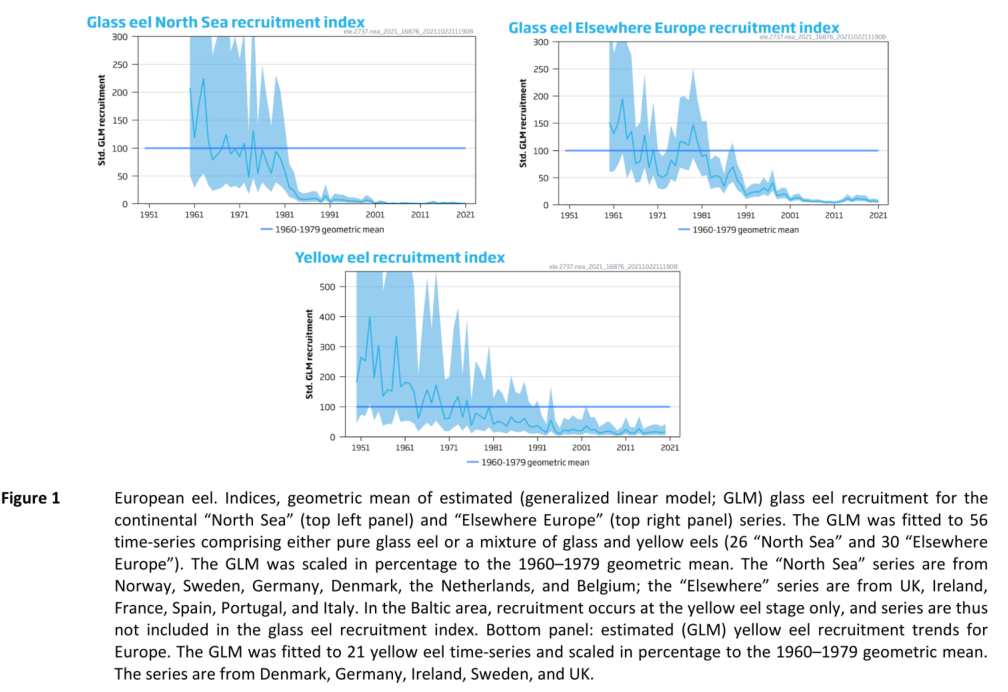 Glass eel North Sea recruitment index
ele.2737.nea_2021_16876_20211022111908
Std. GLM recruitment
300
250
200
150
100
50
0
1951 1961 1971 1981 1991 2001 2011 2021
1960-1979 geometric mean
Glass eel Elsewhere Europe recruitment index
ele.2737.nea_2021_16876_20211022111908
Std. GLM recruitment
300
250
200
150
100
50
0
1951 1961 1971 1981 1991 2001 2011 2021
1960-1979 geometric mean
Yellow eel recruitment index
ele.2737.nea_2021_16876_20211022111908
Std. GLM recruitment
500
400
300
200
100
0
1951 1961 1971 1981 1991 2001 2011 2021
1960-1979 geometric mean
Figure 1 European eel. Indices, geometric mean of estimated (generalized linear model; GLM) glass eel recruitment for the
continental “North Sea” (top left panel) and “Elsewhere Europe” (top right panel) series. The GLM was fitted to 56
time-series comprising either pure glass eel or a mixture of glass and yellow eels (26 “North Sea” and 30 “Elsewhere
Europe”). The GLM was scaled in percentage to the 1960–1979 geometric mean. The “North Sea” series are from
Norway, Sweden, Germany, Denmark, the Netherlands, and Belgium; the “Elsewhere” series are from UK, Ireland,
France, Spain, Portugal, and Italy. In the Baltic area, recruitment occurs at the yellow eel stage only, and series are thus
not included in the glass eel recruitment index. Bottom panel: estimated (GLM) yellow eel recruitment trends for
Europe. The GLM was fitted to 21 yellow eel time-series and scaled in percentage to the 1960–1979 geometric mean.
The series are from Denmark, Germany, Ireland, Sweden, and UK.